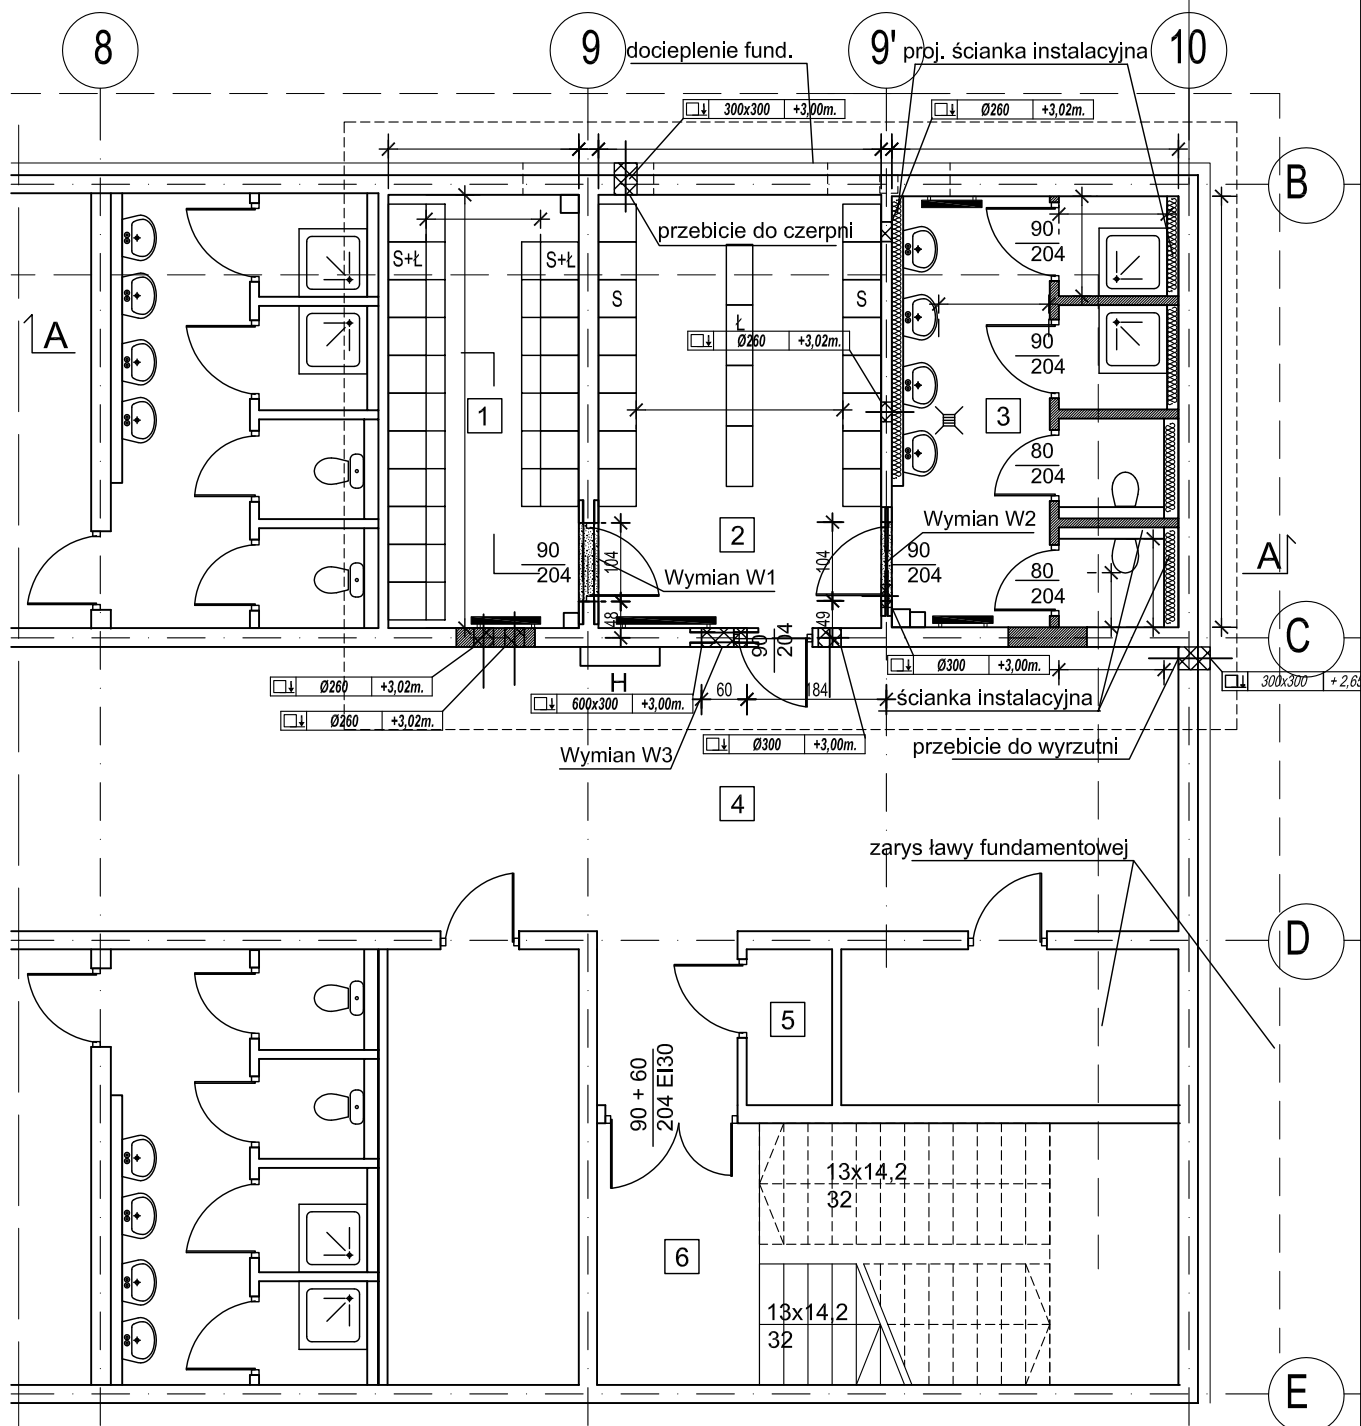 8
9
9'
10
docieplenie fund.
proj. ścianka instalacyjna
300x300 +3,00m.
Ø260 +3,02m.
B
przebicie do czerpni
S+Ł
S+Ł
S
S
Ł
Ø260 +3,02m.
90
204
90
204
80
204
80
204
A
A
1
2
3
90
204
104
48
Wymian W1
104
49
Wymian W2
90
204
90
204
C
Ø260 +3,02m.
Ø260 +3,02m.
H
600x300 +3,00m.
60
184
Ø300 +3,00m.
300x300 + 2,65
ścianka instalacyjna
Wymian W3
Ø300 +3,00m.
przebicie do wyrzutni
4
zarys ławy fundamentowej
D
5
90 + 60
204 EI30
13x14,2
32
6
13x14,2
32
E